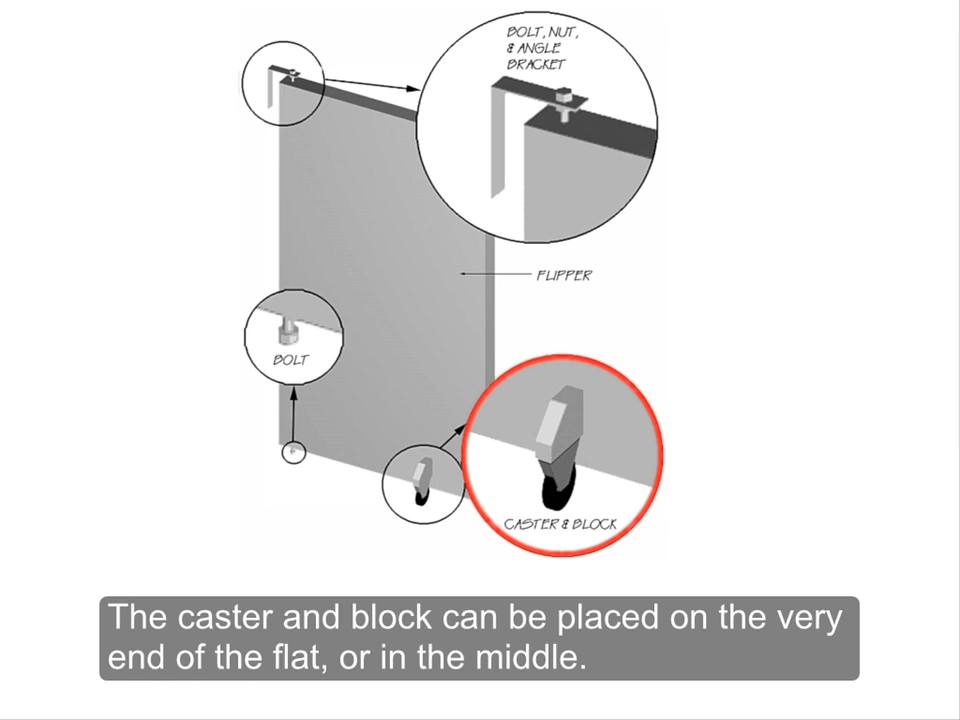 BOLT, NUT,
& ANGLE
BRACKET
FLIPPER
BOLT
CASTER & BLOCK
The caster and block can be placed on the very
end of the flat, or in the middle.